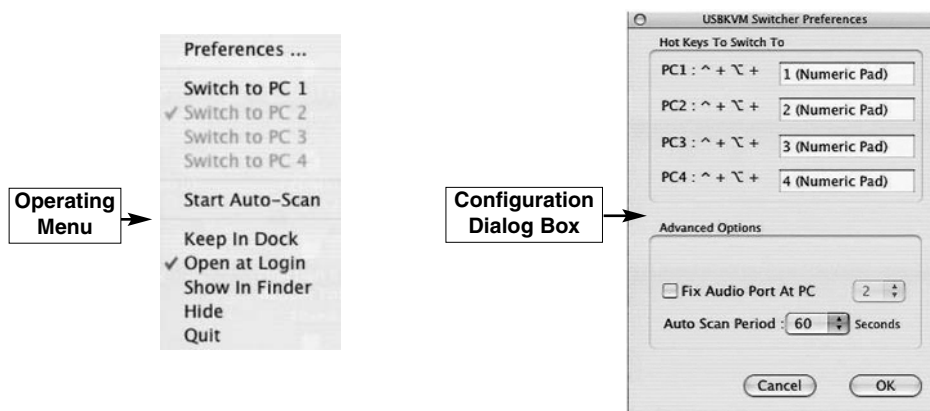 Preferences ...
Switch to PC 1
✓ Switch to PC 2
Switch to PC 3
Switch to PC 4
Start Auto-Scan
Keep In Dock
✓ Open at Login
Show In Finder
Hide
Quit
Operating
Menu
Configuration
Dialog Box
USBKVM Switcher Preferences
Hot Keys To Switch To
PC1 : ^ + ⌥ + 1 (Numeric Pad)
PC2 : ^ + ⌥ + 2 (Numeric Pad)
PC3 : ^ + ⌥ + 3 (Numeric Pad)
PC4 : ^ + ⌥ + 4 (Numeric Pad)
Advanced Options
Fix Audio Port At PC 2
Auto Scan Period : 60 Seconds
Cancel OK